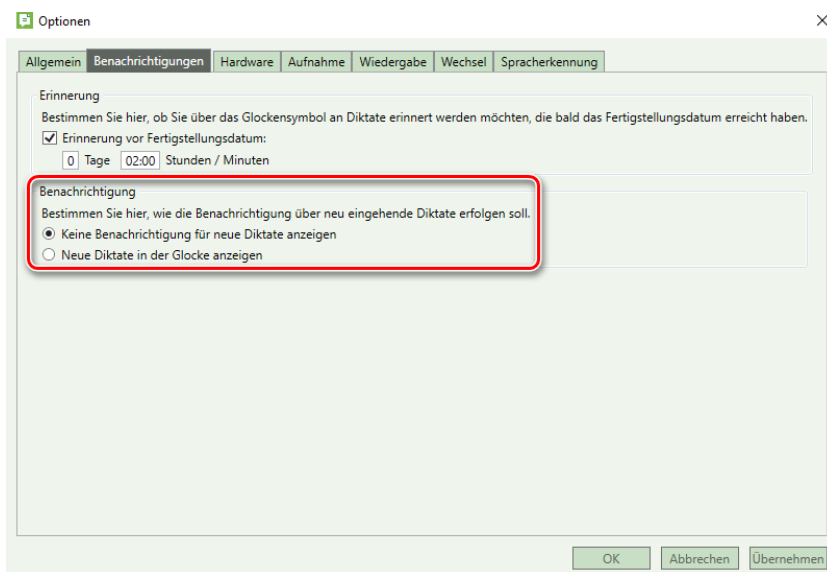 Optionen
Allgemein Benachrichtigungen Hardware Aufnahme Wiedergabe Wechsel Spracherkennung
Erinnerung
Bestimmen Sie hier, ob Sie über das Glockensymbol an Diktate erinnert werden möchten, die bald das Fertigstellungsdatum erreicht haben.
Erinnerung vor Fertigstellungsdatum:
0 Tage 02:00 Stunden / Minuten
Benachrichtigung
Bestimmen Sie hier, wie die Benachrichtigung über neu eingehende Diktate erfolgen soll.
Keine Benachrichtigung für neue Diktate anzeigen
Neue Diktate in der Glocke anzeigen
OK Abbrechen Übernehmen